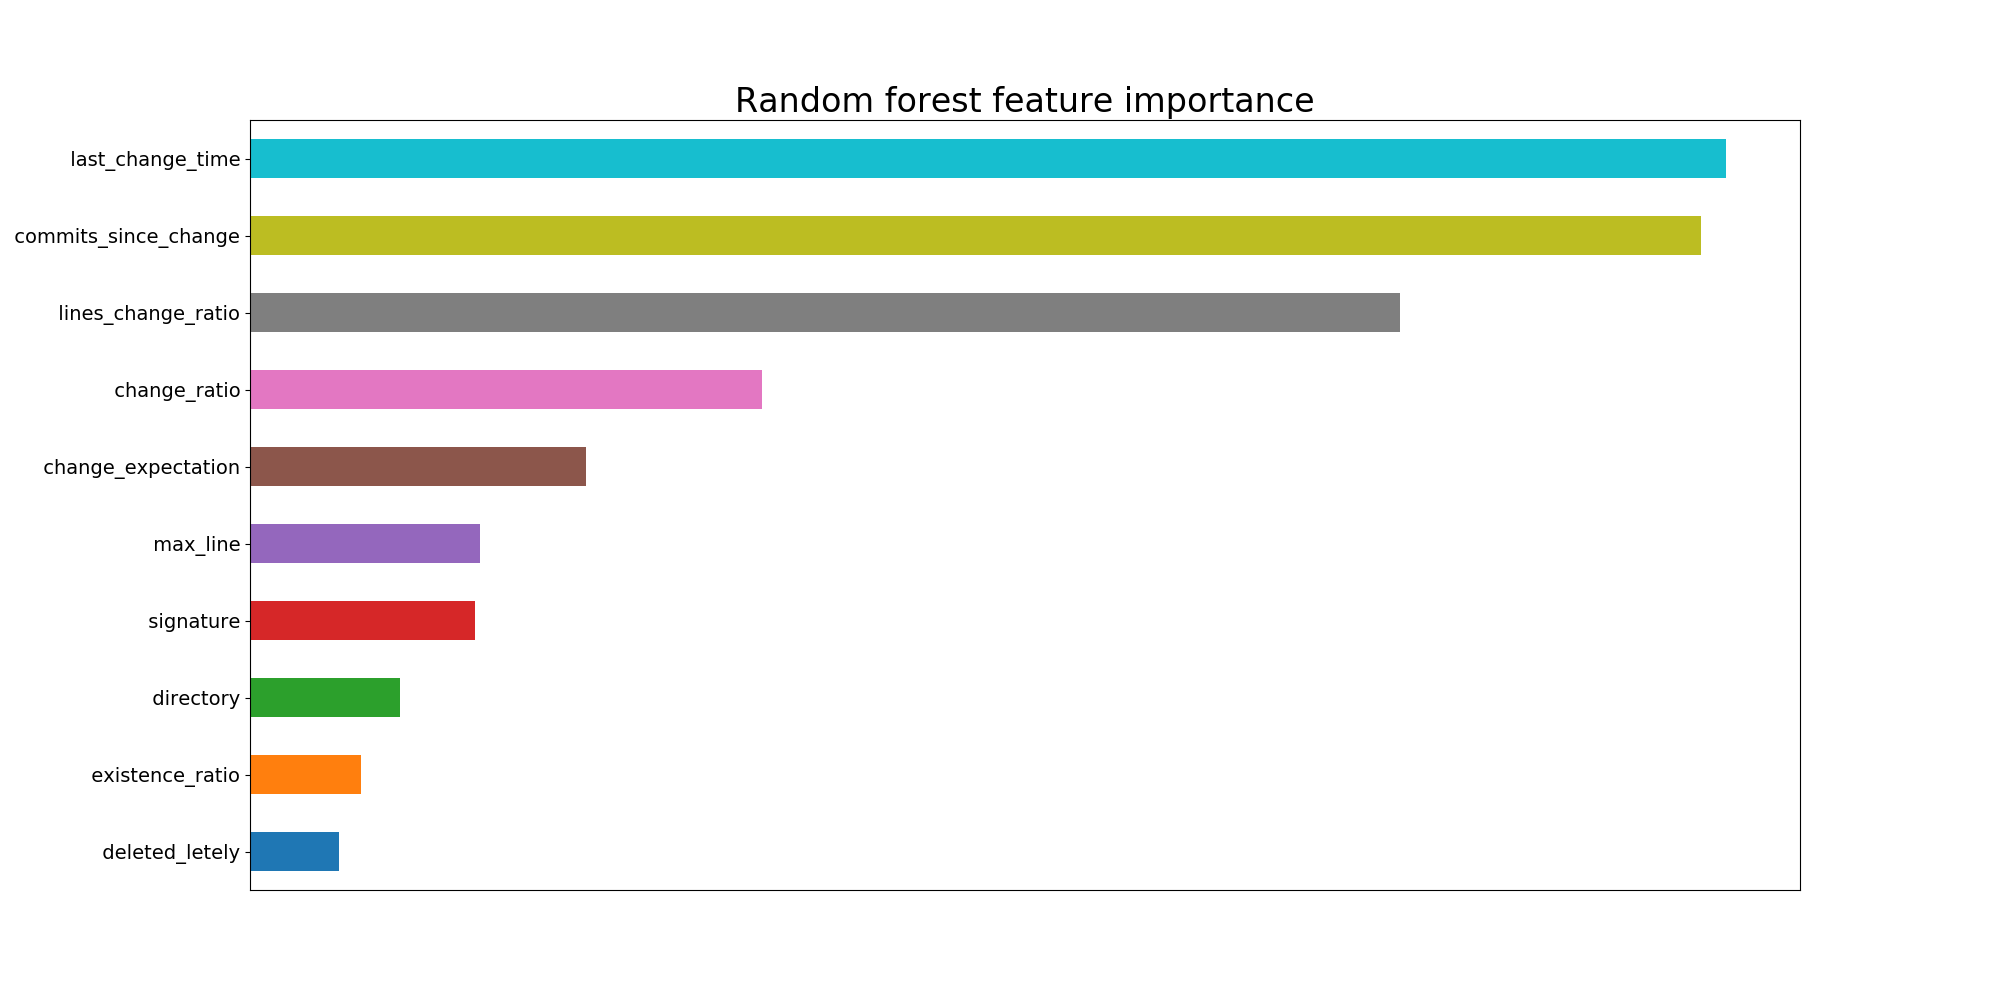 Random forest feature importance
last_change_time
commits_since_change
lines_change_ratio
change_ratio
change_expectation
max_line
signature
directory
existence_ratio
deleted_letely